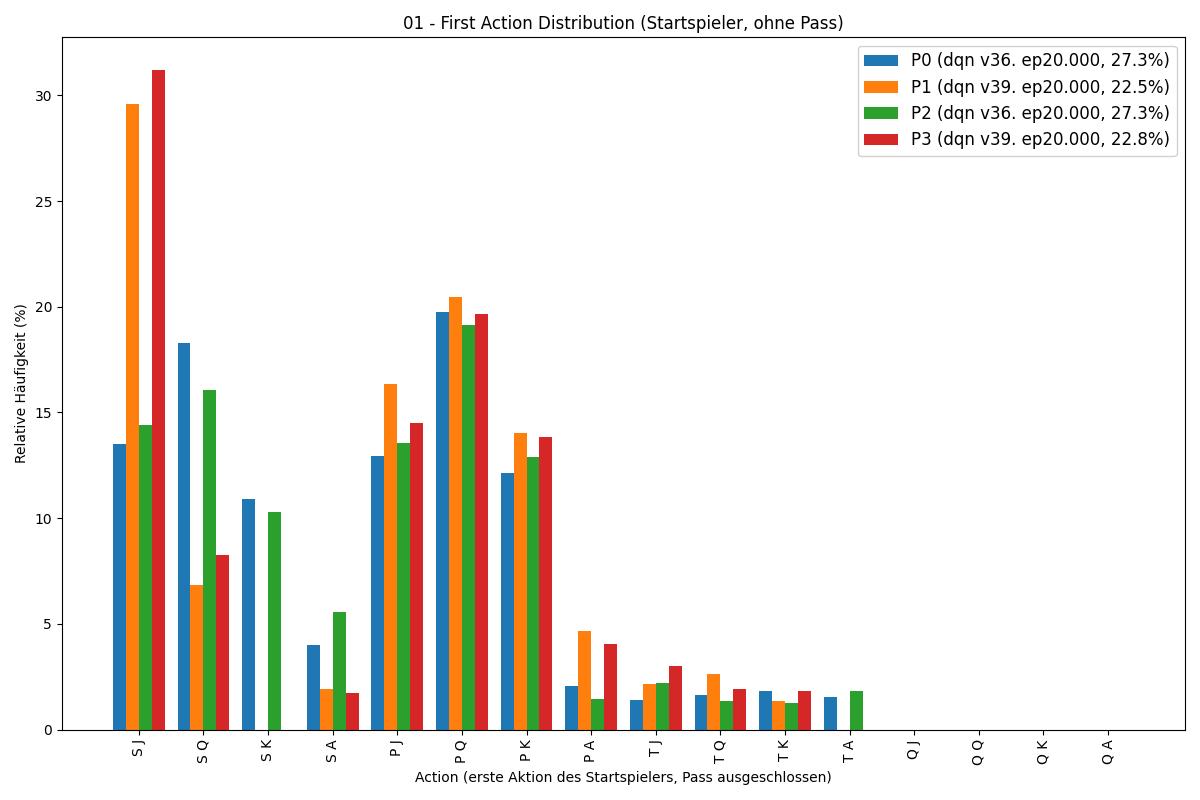 01 - First Action Distribution (Startspieler, ohne Pass)
P0 (dqn v36. ep20.000, 27.3%)
P1 (dqn v39. ep20.000, 22.5%)
P2 (dqn v36. ep20.000, 27.3%)
P3 (dqn v39. ep20.000, 22.8%)
Relative Häufigkeit (%)
30
25
20
15
10
5
0
S J
S Q
S K
S A
P J
P Q
P K
P A
T J
T Q
T K
T A
Q J
Q Q
Q K
Q A
Action (erste Aktion des Startspielers, Pass ausgeschlossen)